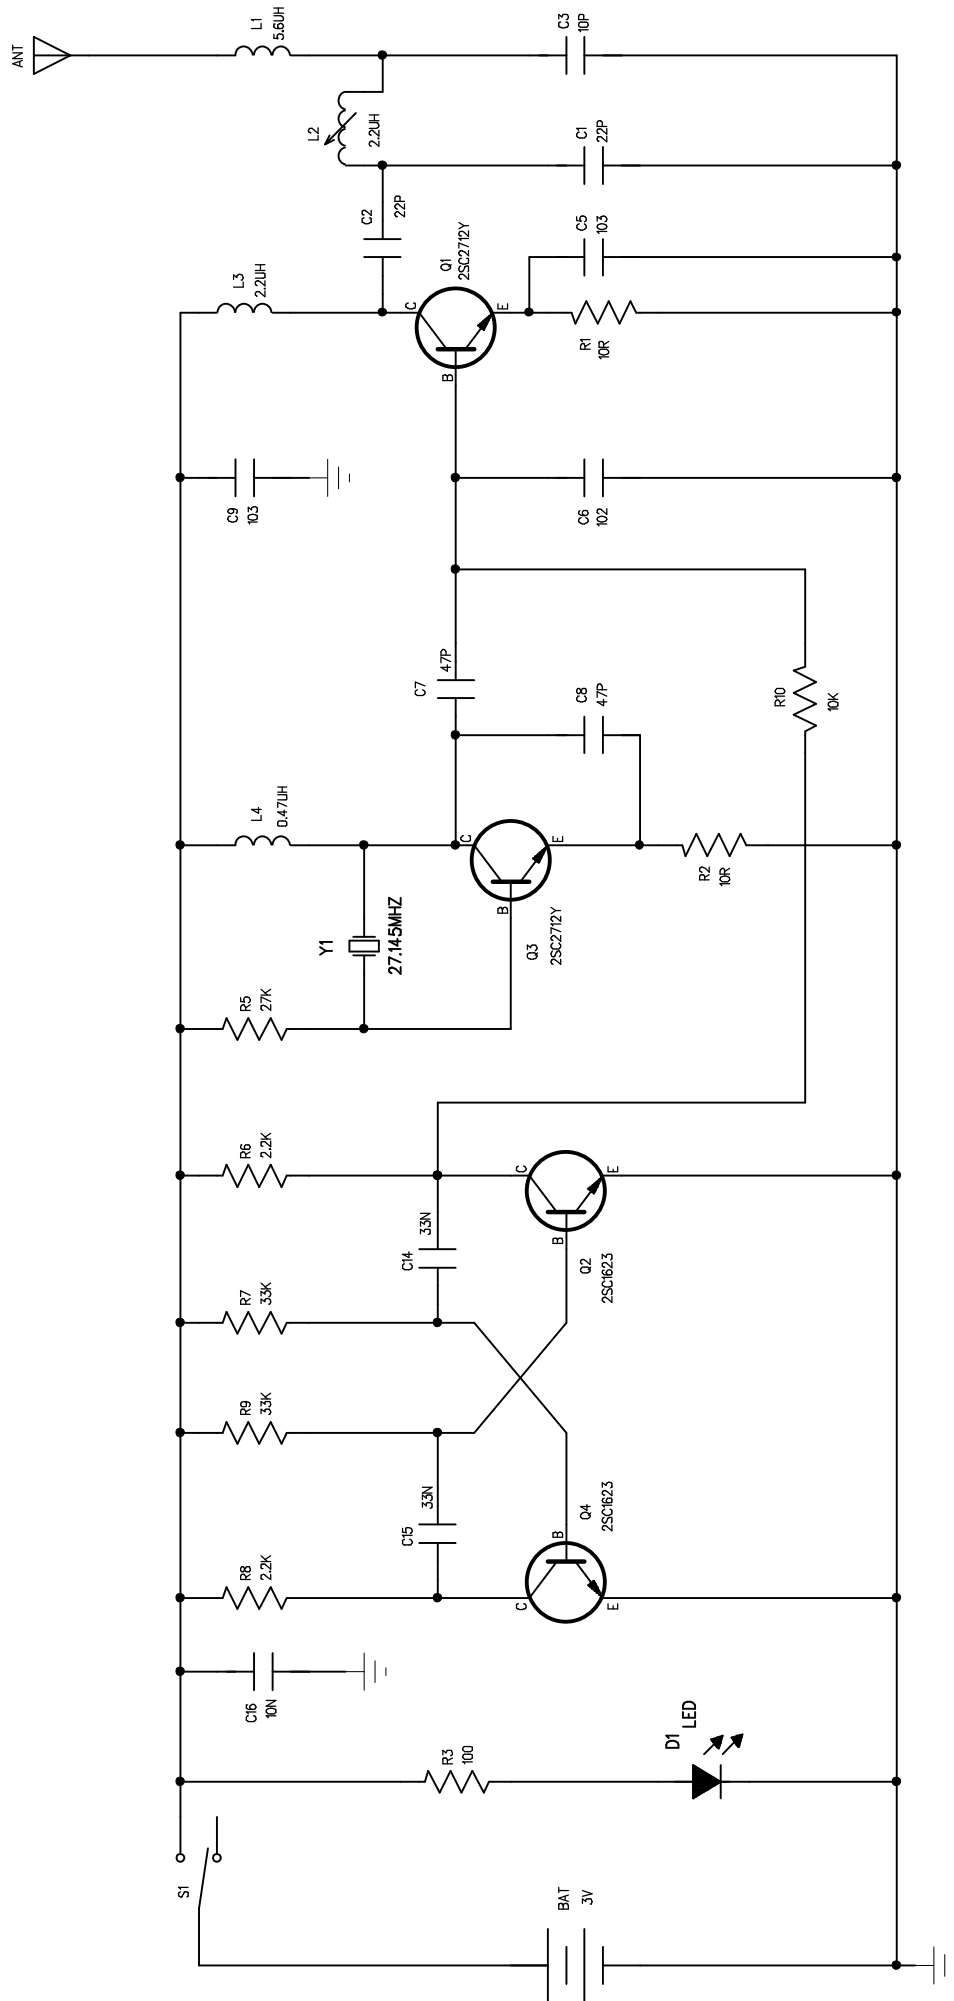 ANT
L1
5.6UH
C3
10P
L2
2.2UH
C1
22P
C2
22P
C5
103
L3
2.2UH
Q1
2SC2712Y
C
E
B
R1
10R
C9
103
C6
102
C7
47P
C8
47P
R10
10K
L4
0.47UH
C
E
B
R2
10R
Y1
27.145MHZ
Q3
2SC2712Y
R5
27K
R6
2.2K
C
E
B
C14
33N
Q2
2SC1623
R7
33K
R9
33K
C15
33N
Q4
2SC1623
B
C
E
R8
2.2K
C16
10N
D1
LED
R3
100
S1
BAT
3V